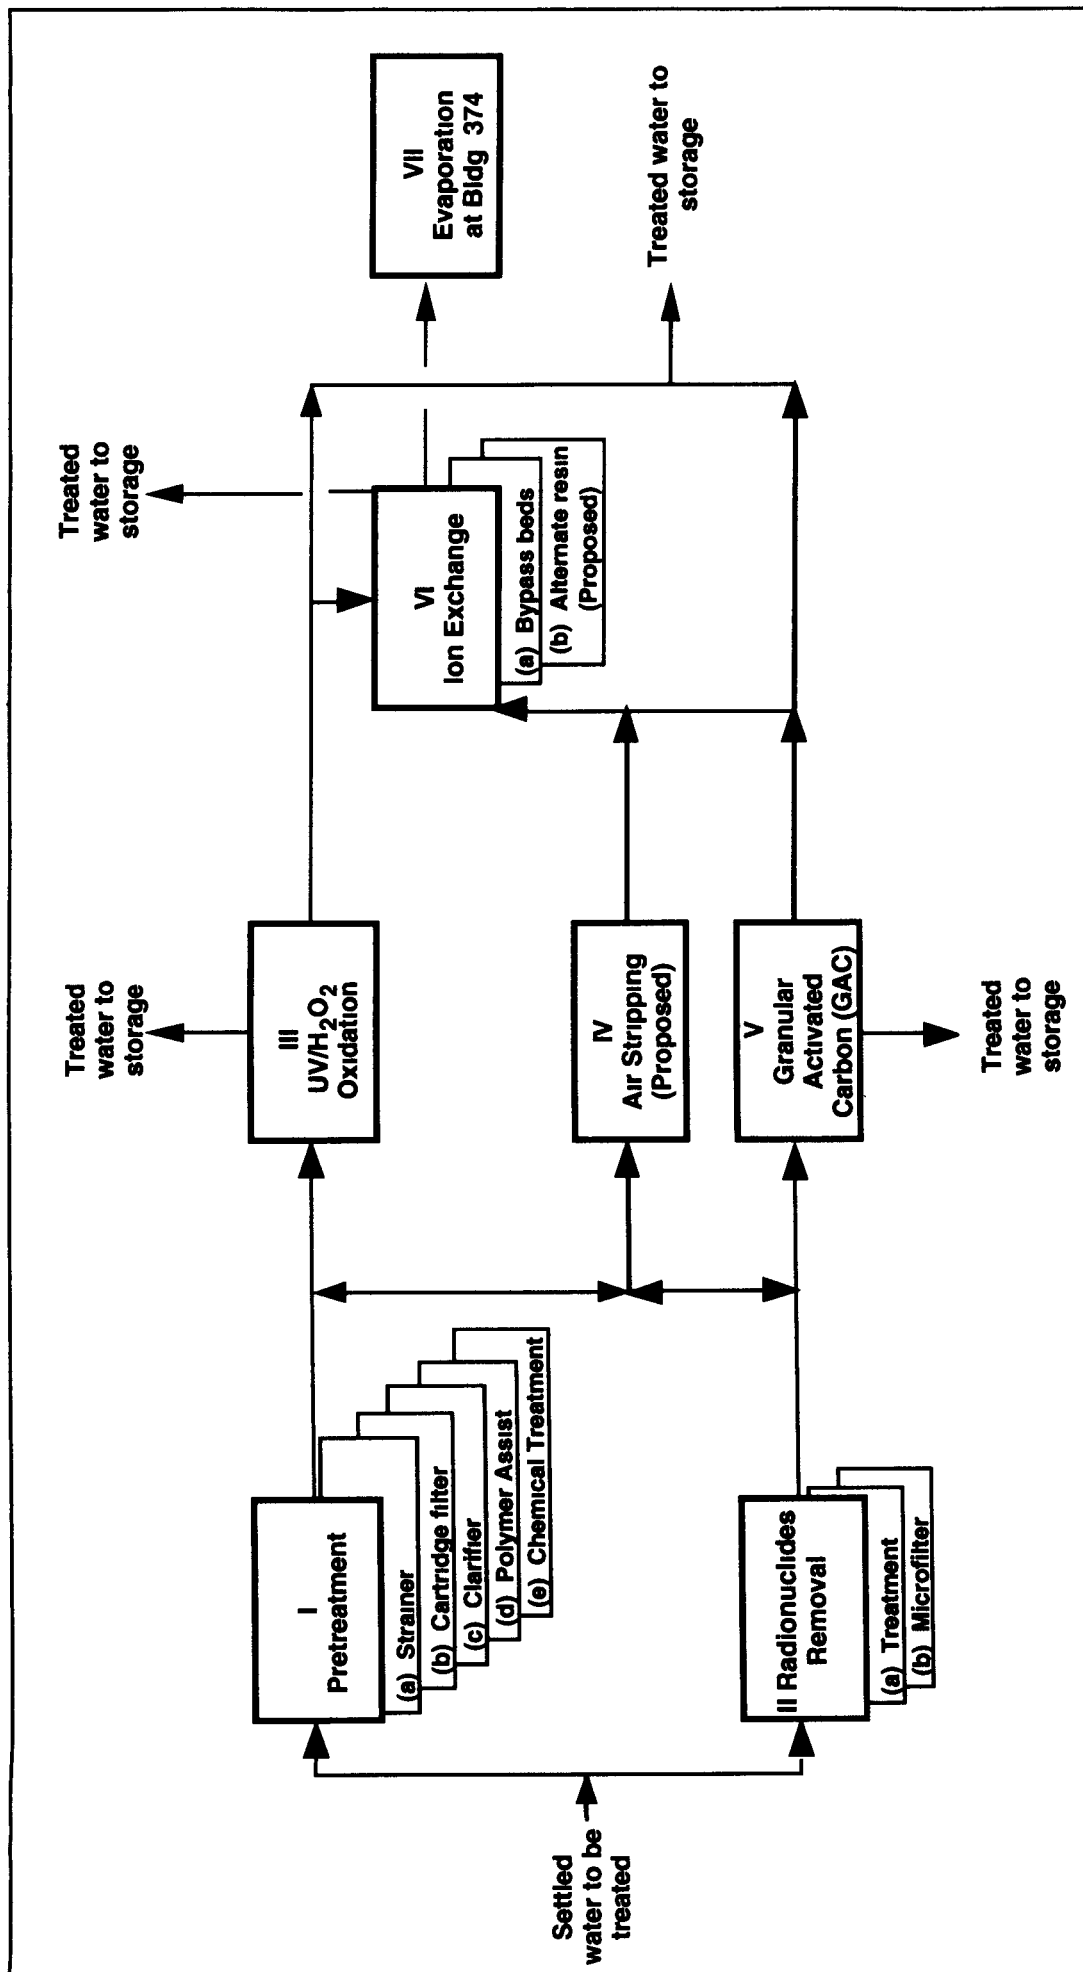 Settled
water to be
treated
I
Pretreatment
(a) Strainer
(b) Cartridge filter
(c) Clarifier
(d) Polymer Assist
(e) Chemical Treatment
II Radionuclides
Removal
(a) Treatment
(b) Microfilter
Treated
water to
storage
III
UV/H2O2
Oxidation
IV
Air Stripping
(Proposed)
V
Granular
Activated
Carbon (GAC)
Treated
water to
storage
Treated
water to
storage
VI
Ion Exchange
(a) Bypass beds
(b) Alternate resin
(Proposed)
VII
Evaporation
at Bldg 374
Treated water to
storage